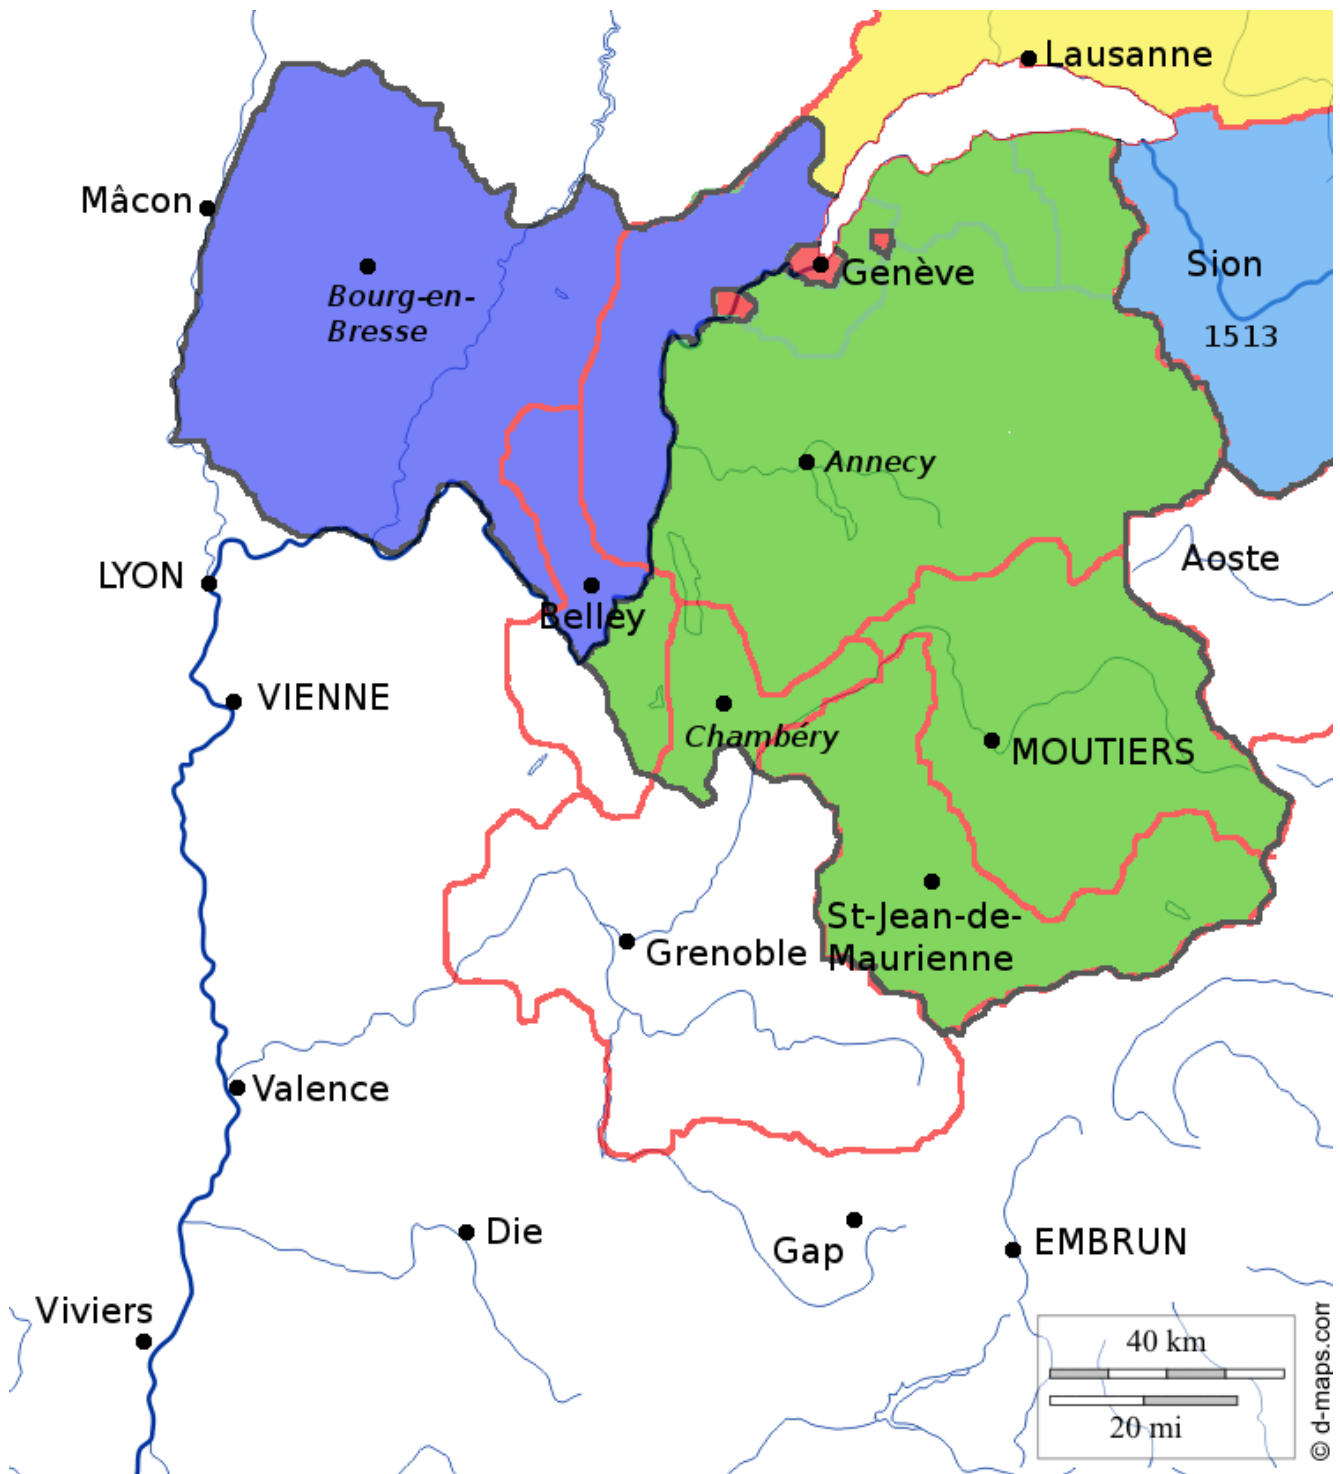 Lausanne
Mâcon
Bourg-en-
Bresse
Genève
Sion
1513
Annecy
Aoste
LYON
Belley
VIENNE
Chambéry
MOUTIERS
St-Jean-de-
Maurienne
Grenoble
Valence
Die
Gap
EMBRUN
Viviers
40 km
20 mi
© d-maps.com